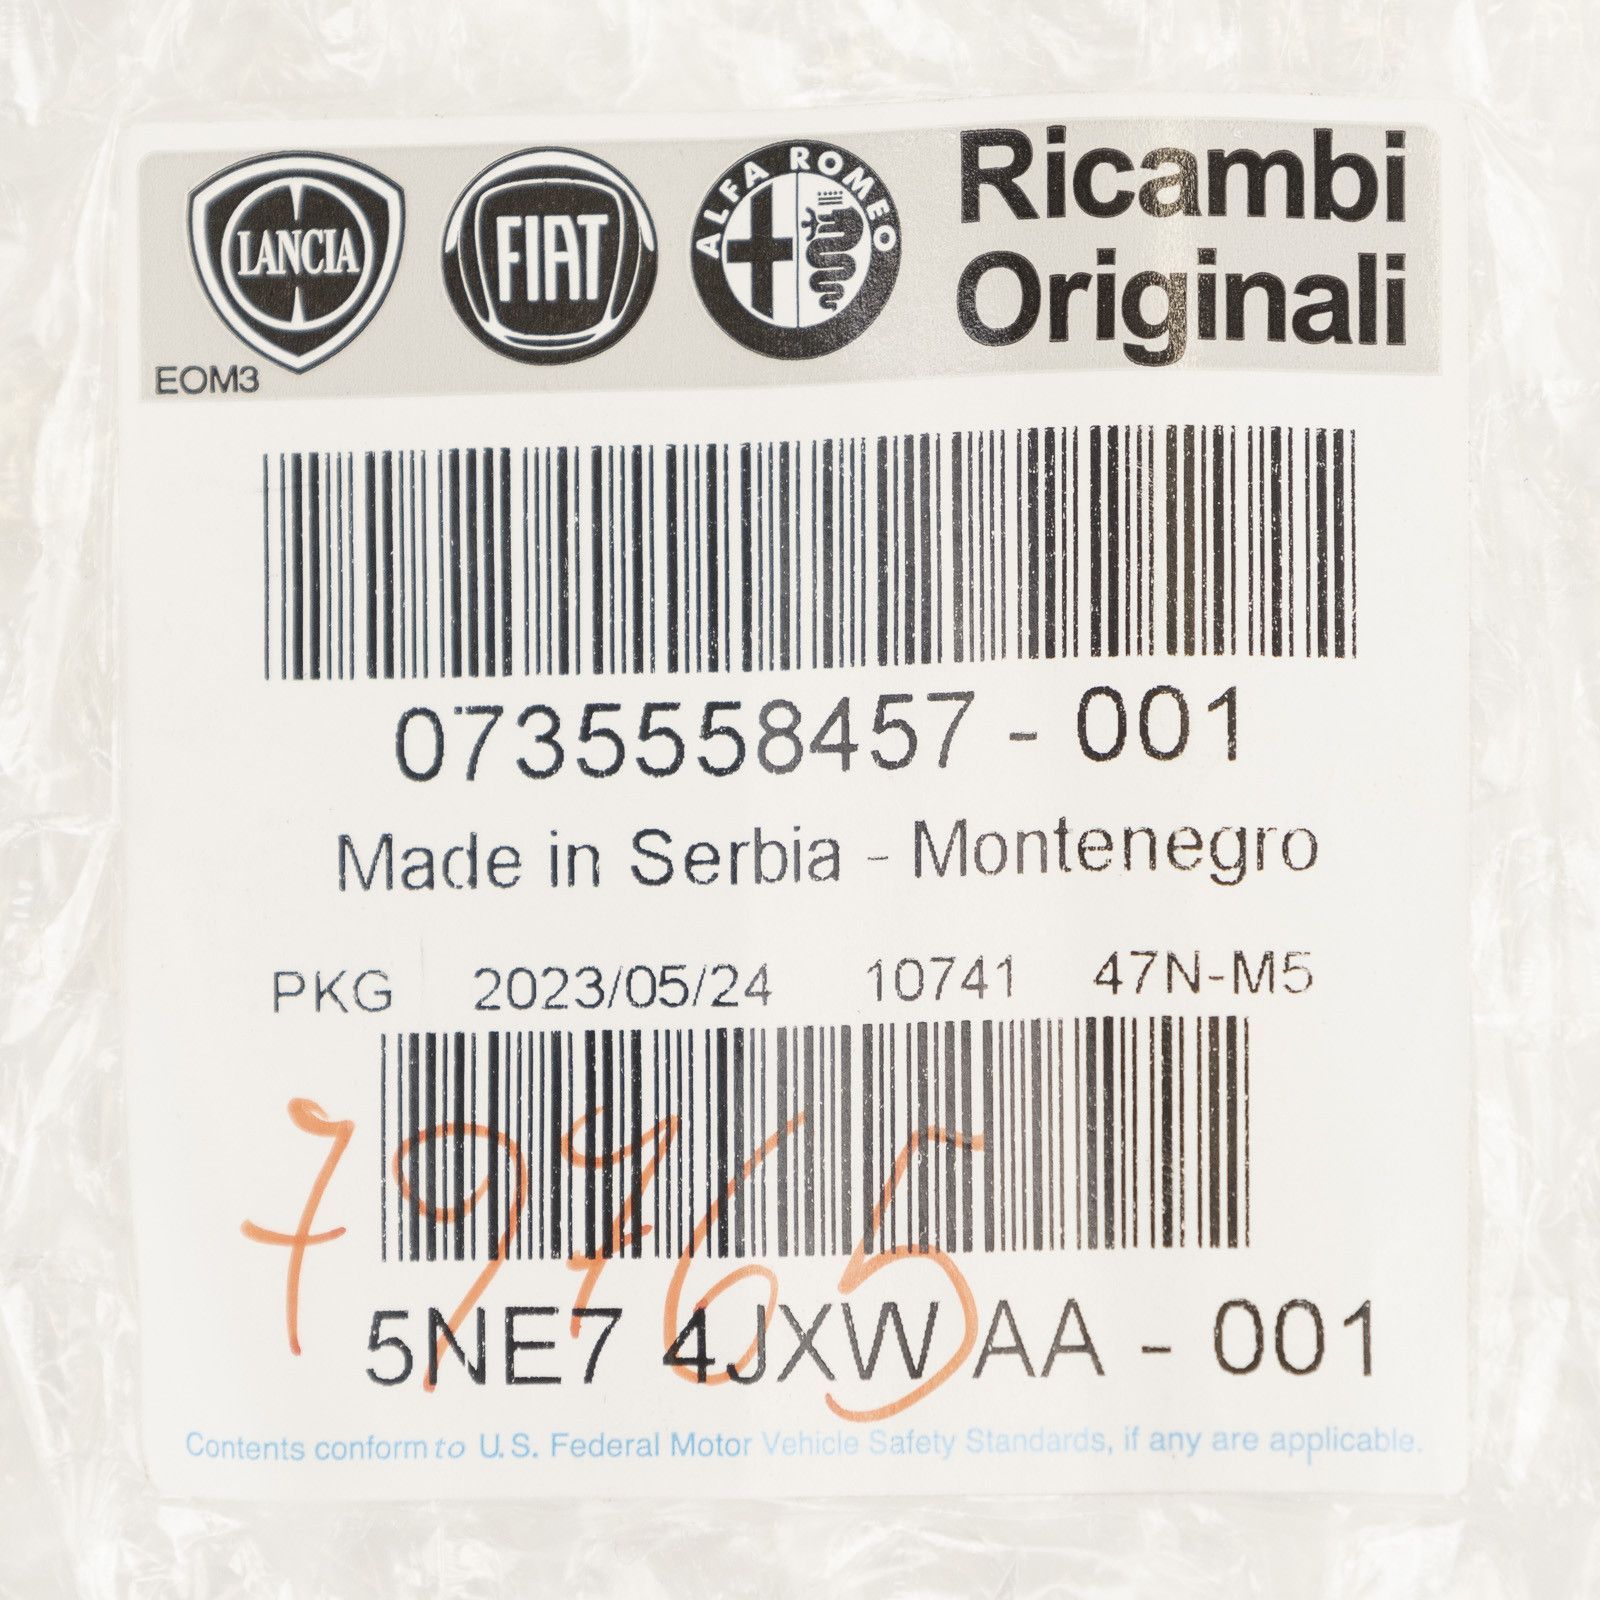 LANCIA
FIAT
ALFA ROMEO
Ricambi
Originali
EOM3
0735558457 - 001
Made in Serbia - Montenegro
PKG 2023/05/24 10741 47N-M5
79765
5NE7 4JXW AA - 001
Contents conform to U.S. Federal Motor Vehicle Safety Standards, if any are applicable.